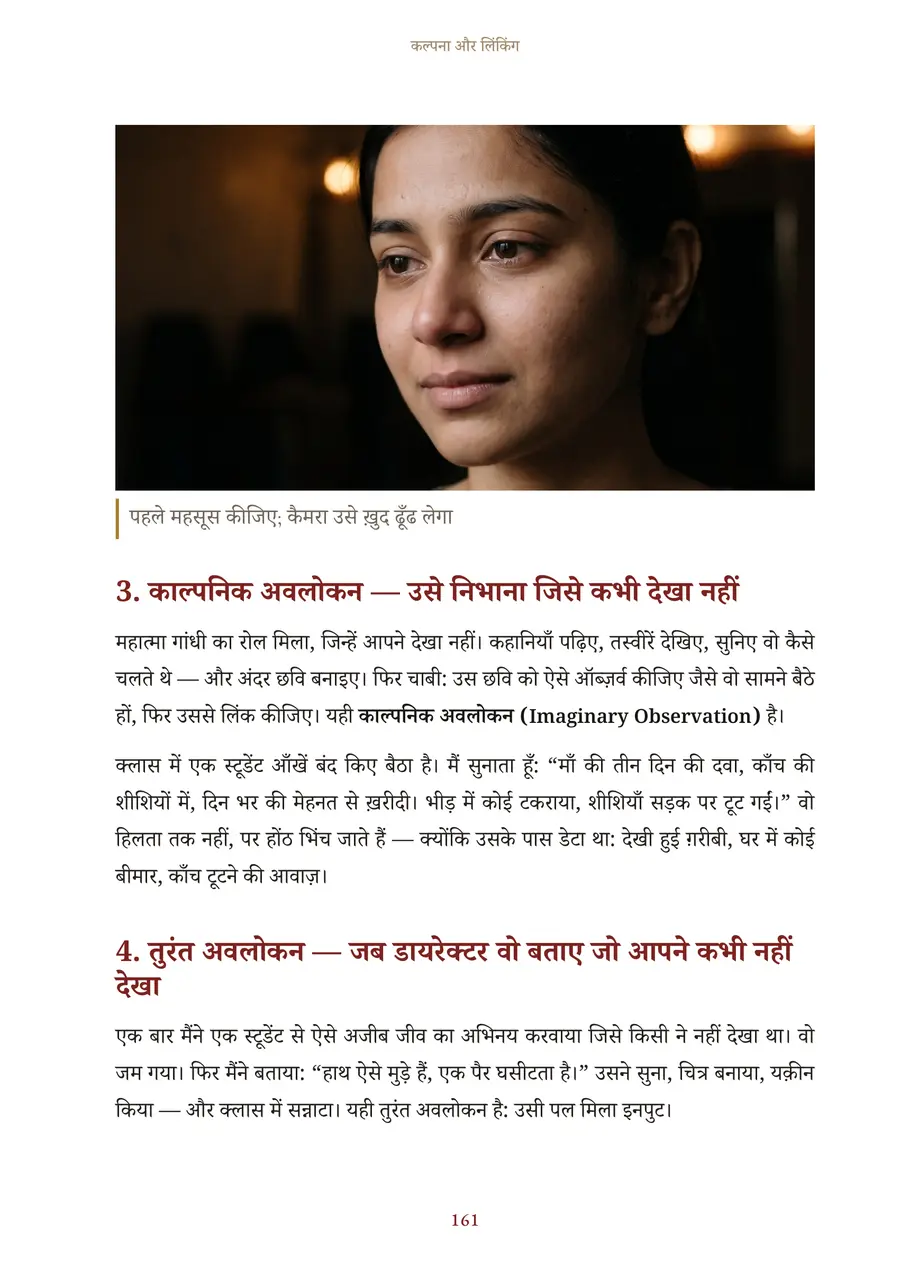 कल्पना और लिंकिंग
पहले महसूस कीजिए; कैमरा उसे ख़ुद ढूँढ लेगा
3. काल्पनिक अवलोकन — उसे निभाना जिसे कभी देखा नहीं
महात्मा गांधी का रोल मिला, जिन्हें आपने देखा नहीं। कहानियाँ पढ़िए, तस्वीरें देखिए, सुनिए वो कैसे
चलते थे — और अंदर छवि बनाइए। फिर चाबी: उस छवि को ऐसे ऑब्ज़र्व कीजिए जैसे वो सामने बैठे
हों, फिर उससे लिंक कीजिए। यही काल्पनिक अवलोकन (Imaginary Observation) है।
क्लास में एक स्टूडेंट आँखें बंद किए बैठा है। मैं सुनाता हूँ: “माँ की तीन दिन की दवा, काँच की
शीशियों में, दिन भर की मेहनत से ख़रीदी। भीड़ में कोई टकराया, शीशियाँ सड़क पर टूट गईं।” वो
हिलता तक नहीं, पर होंठ भिंच जाते हैं — क्योंकि उसके पास डेटा था: देखी हुई ग़रीबी, घर में कोई
बीमार, काँच टूटने की आवाज़।
4. तुरंत अवलोकन — जब डायरेक्टर वो बताए जो आपने कभी नहीं
देखा
एक बार मैंने एक स्टूडेंट से ऐसे अजीब जीव का अभिनय करवाया जिसे किसी ने नहीं देखा था। वो
जम गया। फिर मैंने बताया: “हाथ ऐसे मुड़े हैं, एक पैर घसीटता है।” उसने सुना, चित्र बनाया, यक़ीन
किया — और क्लास में सन्नाटा। यही तुरंत अवलोकन है: उसी पल मिला इनपुट।
161